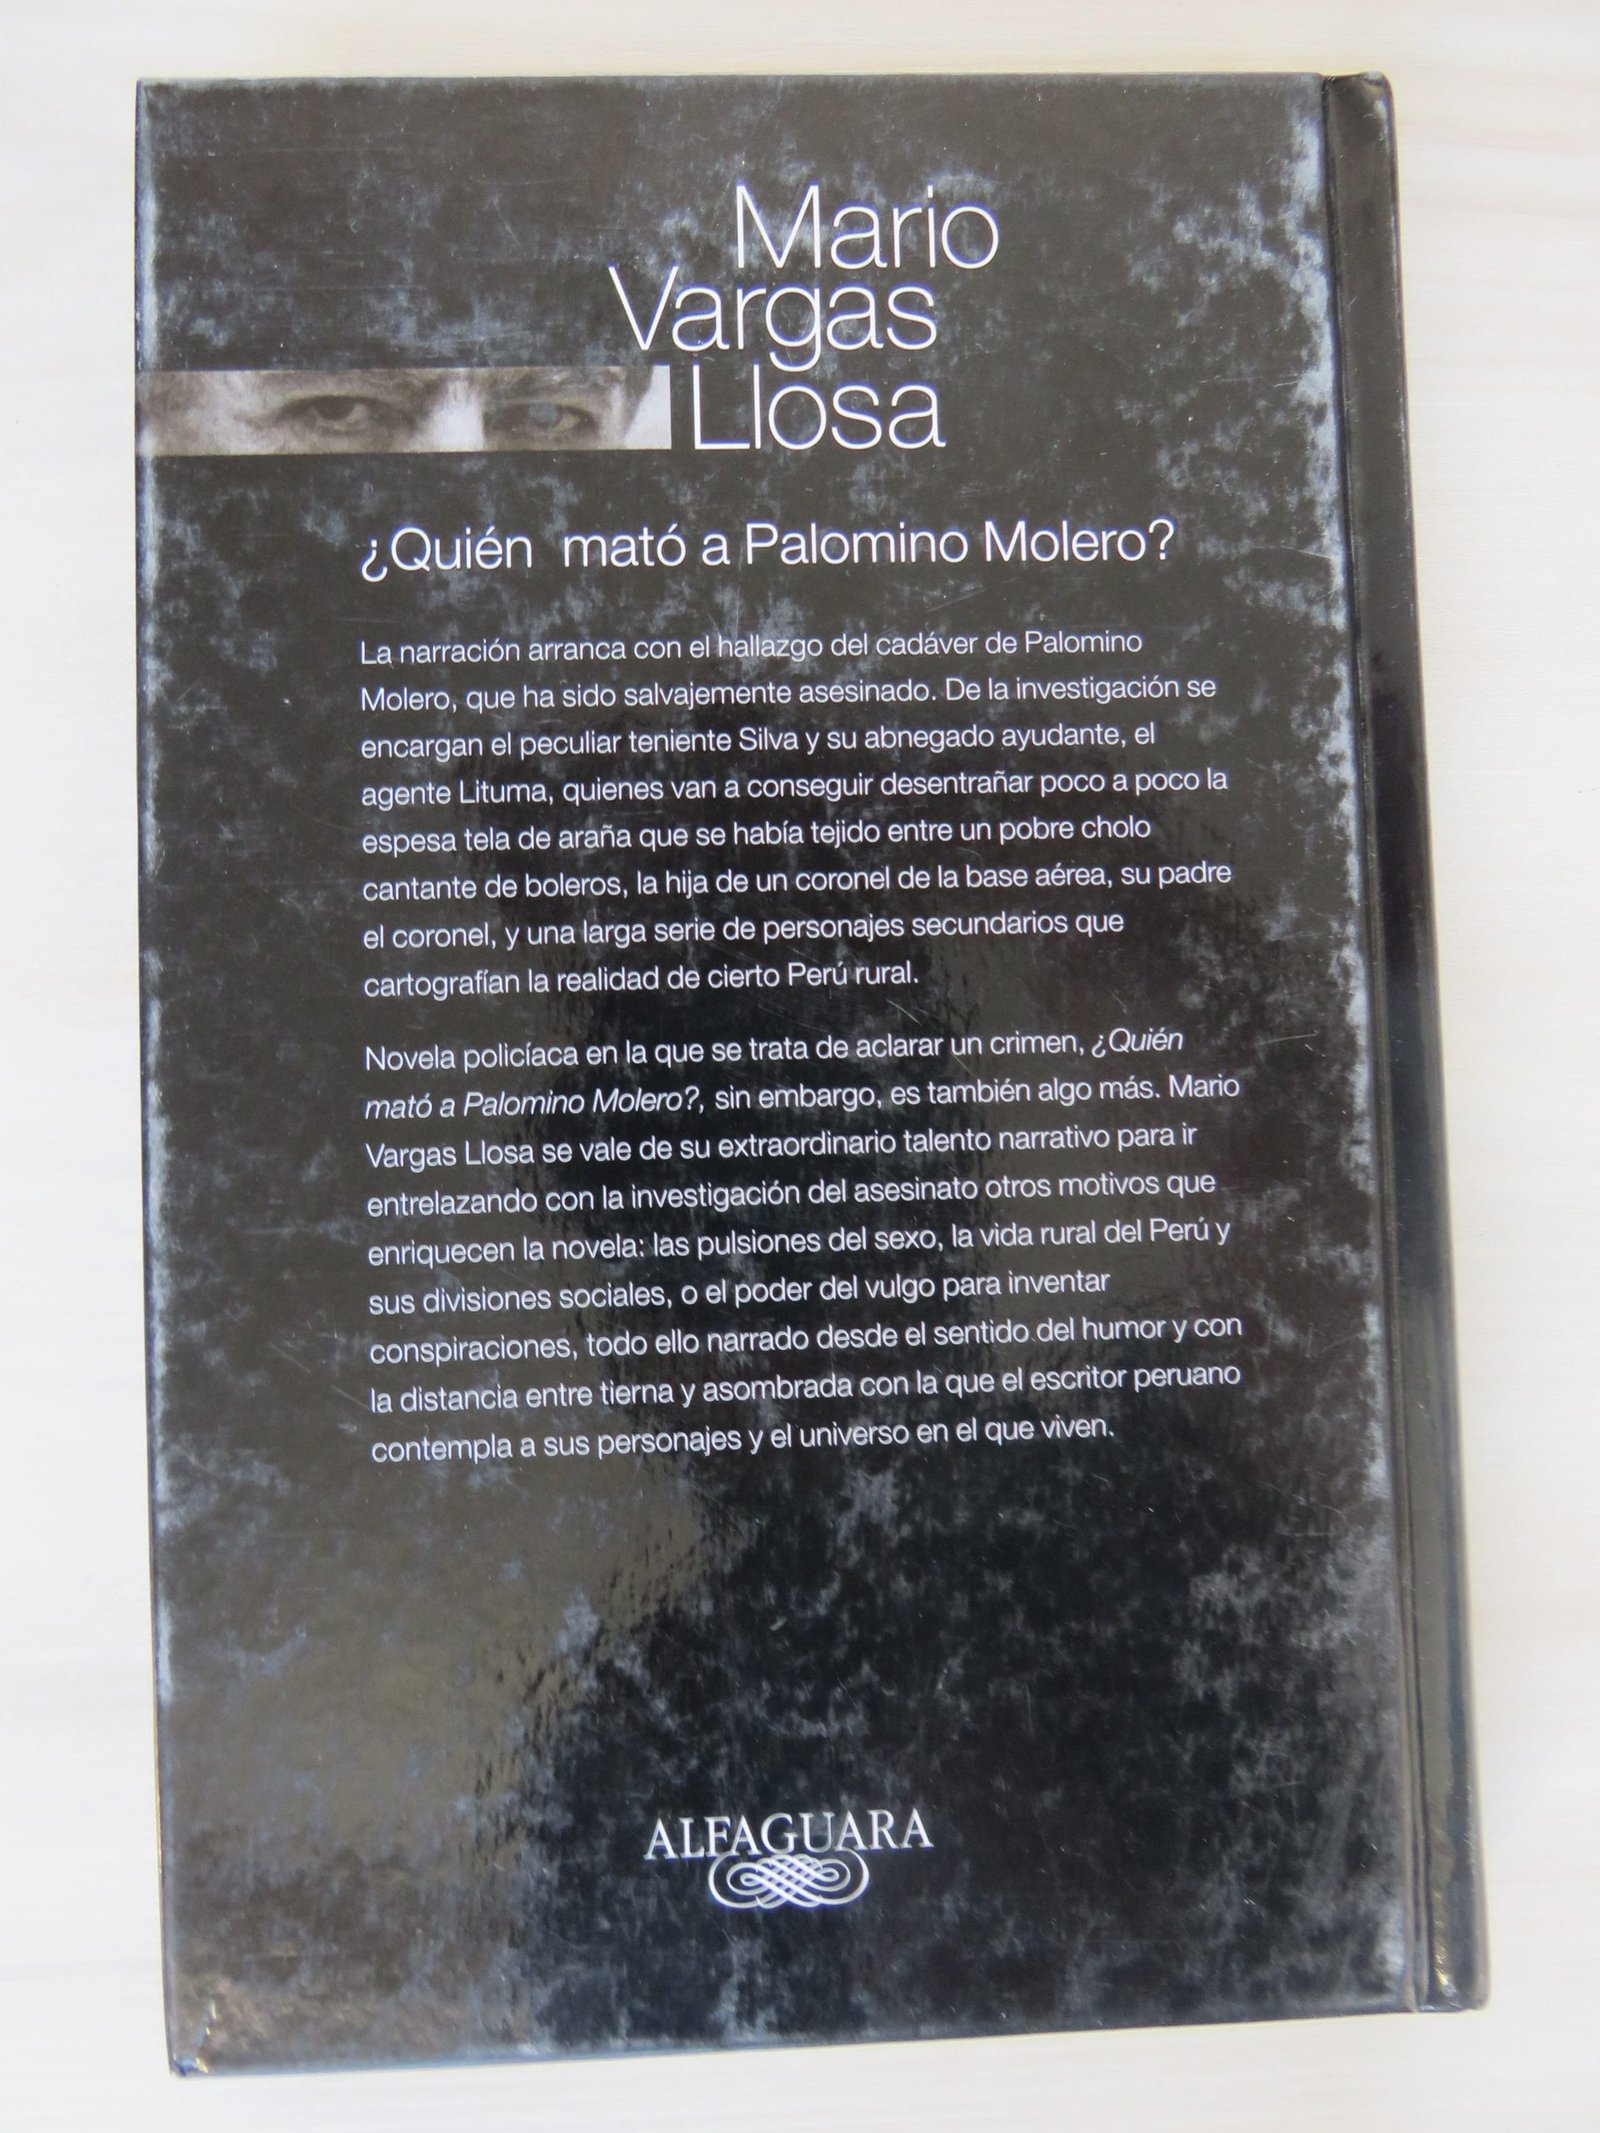 Mario
Vargas
Llosa
¿Quién mató a Palomino Molero?
La narración arranca con el hallazgo del cadáver de Palomino
Molero, que ha sido salvajemente asesinado. De la investigación se
encargan el peculiar teniente Silva y su abnegado ayudante, el
agente Lituma, quienes van a conseguir desentrañar poco a poco la
espesa tela de araña que se había tejido entre un pobre cholo
cantante de boleros, la hija de un coronel de la base aérea, su padre
el coronel, y una larga serie de personajes secundarios que
cartografían la realidad de cierto Perú rural.
Novela policíaca en la que se trata de aclarar un crimen, ¿Quién
mató a Palomino Molero?, sin embargo, es también algo más. Mario
Vargas Llosa se vale de su extraordinario talento narrativo para ir
entrelazando con la investigación del asesinato otros motivos que
enriquecen la novela: las pulsiones del sexo, la vida rural del Perú y
sus divisiones sociales, o el poder del vulgo para inventar
conspiraciones, todo ello narrado desde el sentido del humor y con
la distancia entre tierna y asombrada con la que el escritor peruano
contempla a sus personajes y el universo en el que viven.
ALFAGUARA